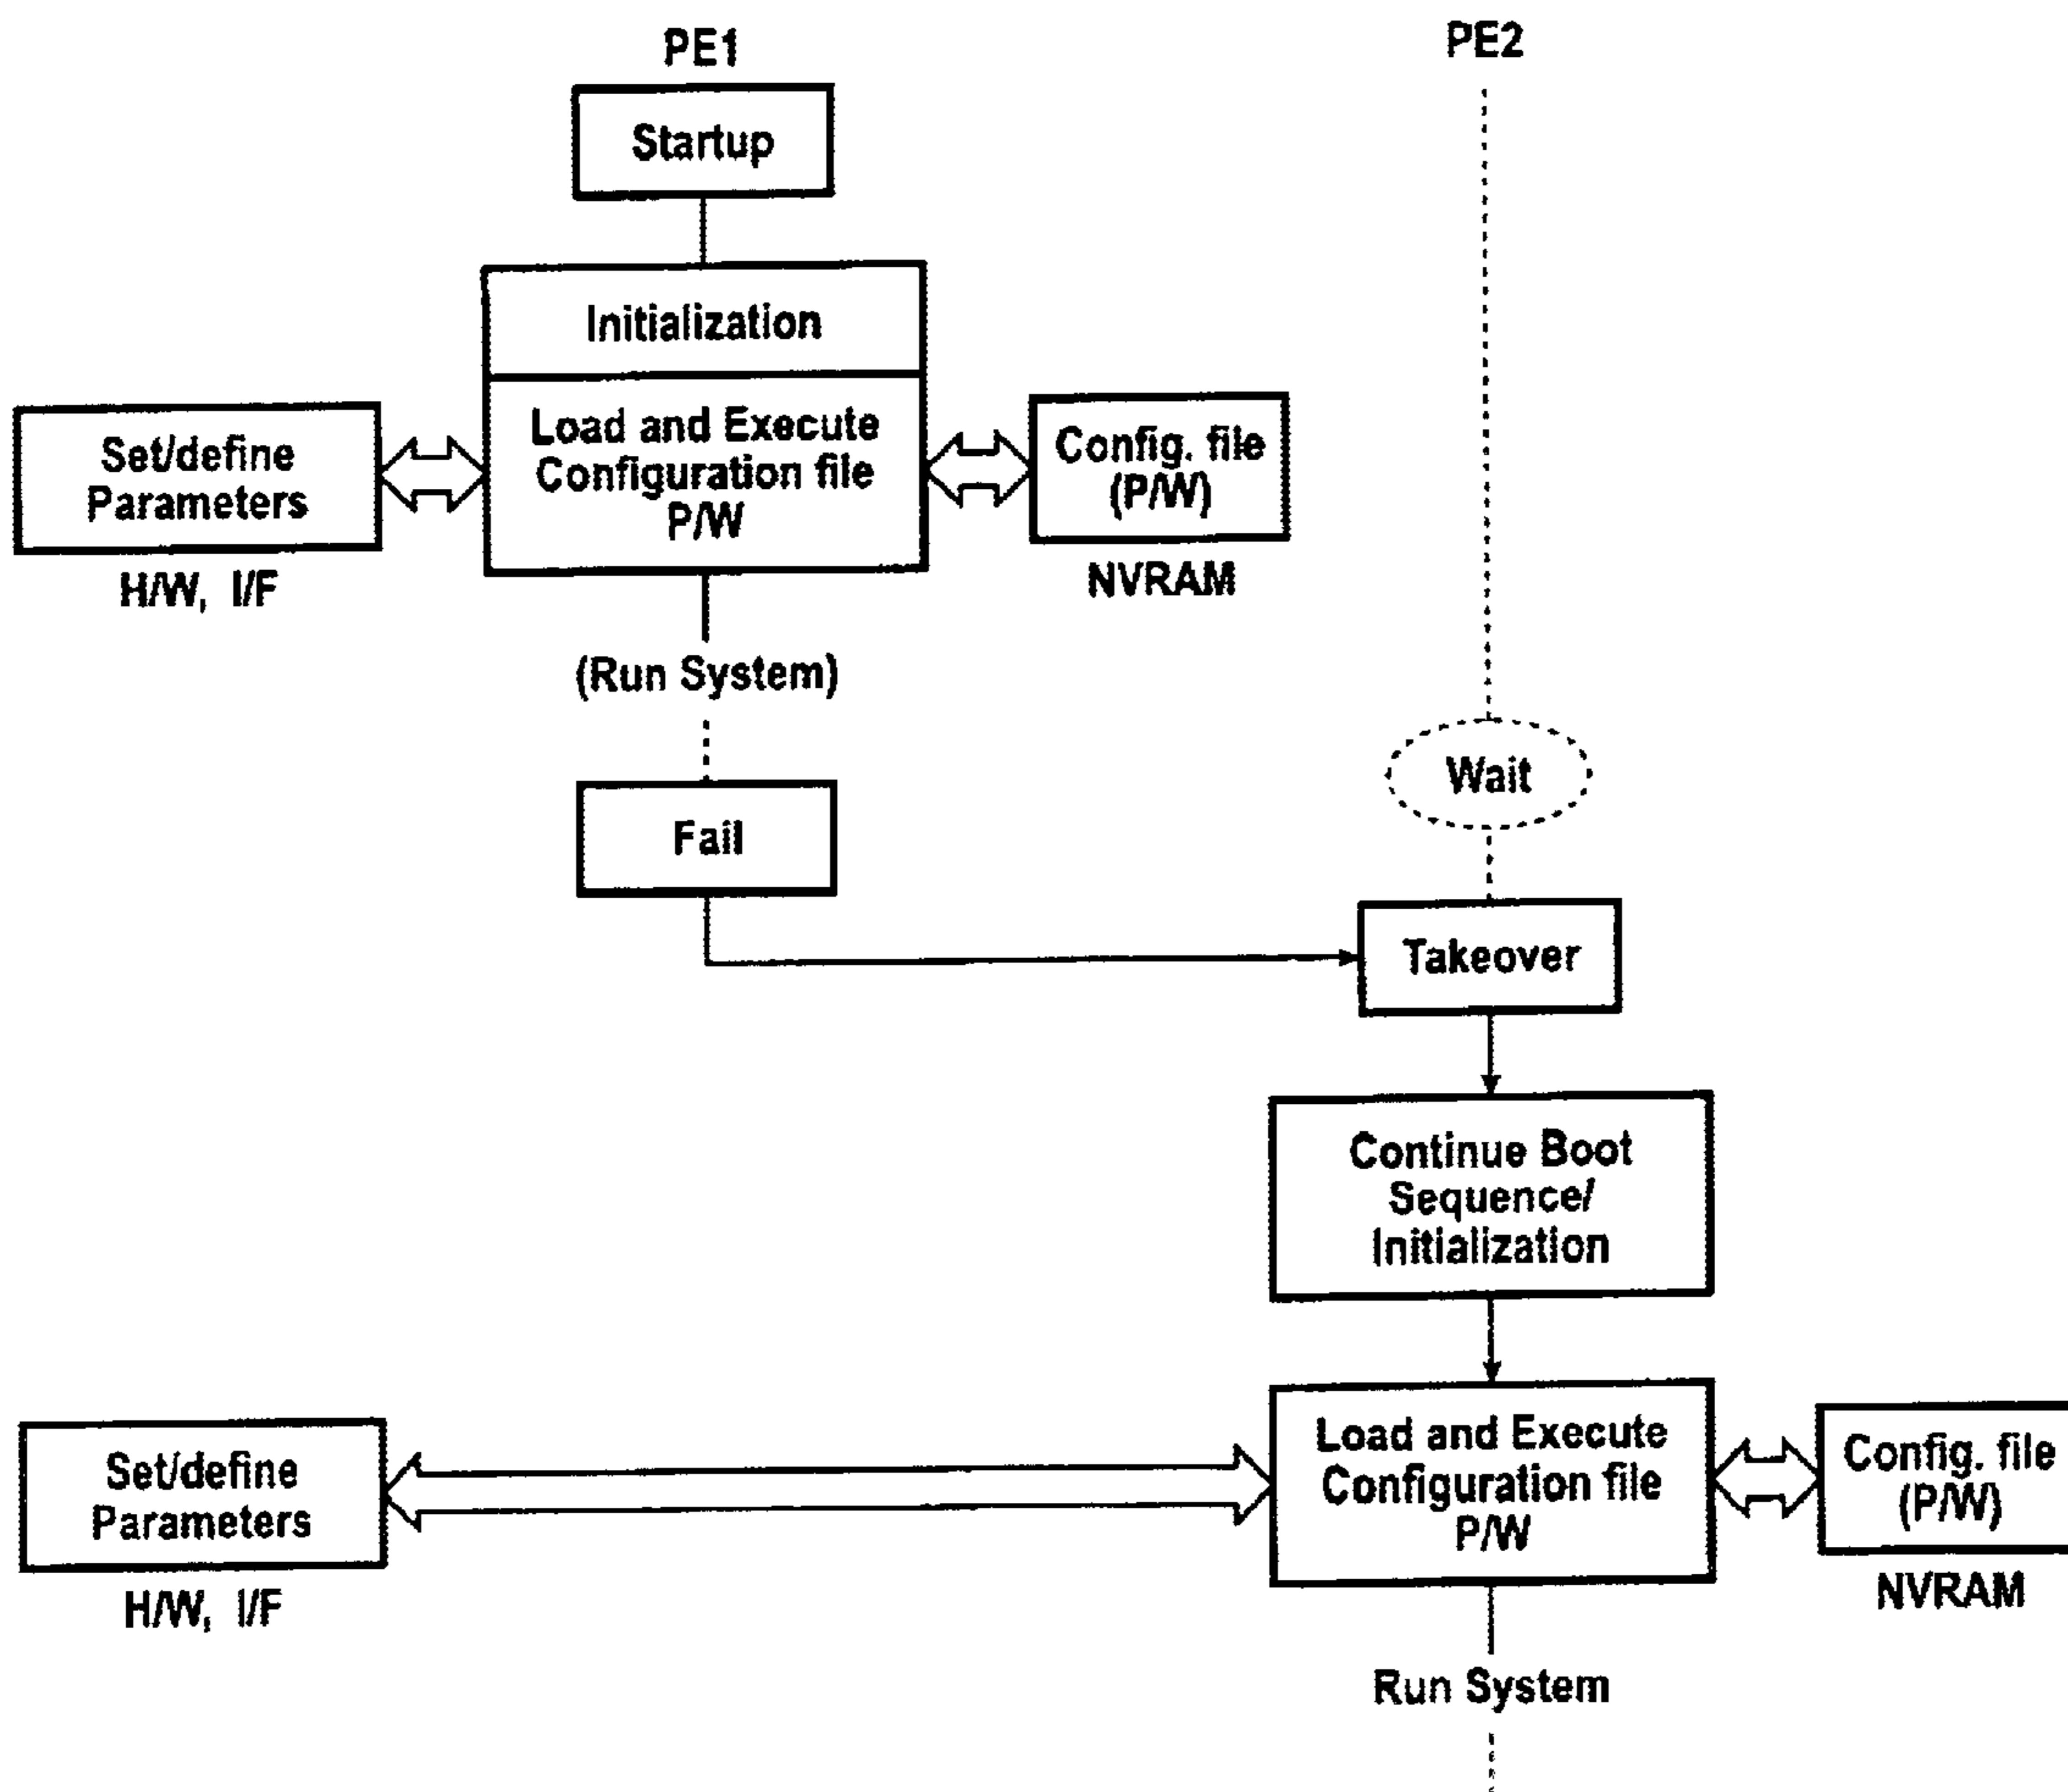 PE1
PE2
Startup
Initialization
Load and Execute
Configuration file
P/W
Set/define
Parameters
H/W, I/F
Config. file
(P/W)
NVRAM
(Run System)
Wait
Fail
Takeover
Continue Boot
Sequence/
Initialization
Load and Execute
Configuration file
P/W
Set/define
Parameters
H/W, I/F
Config. file
(P/W)
NVRAM
Run System